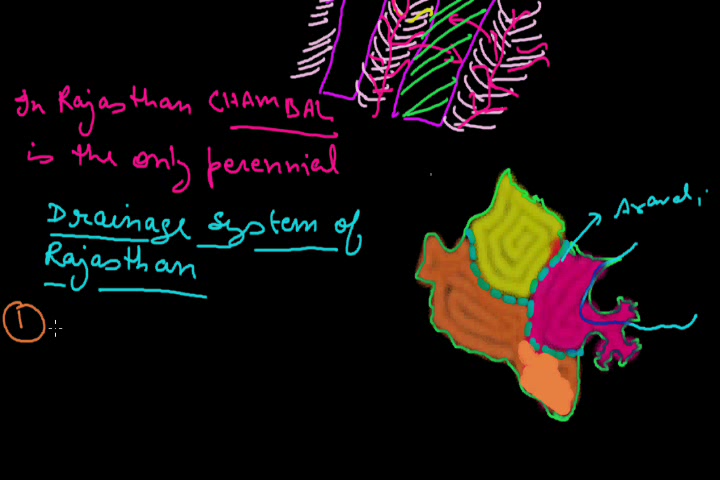 In Rajasthan CHAMBAL
is the only perennial
Drainage system of
Rajasthan
Aravali
1